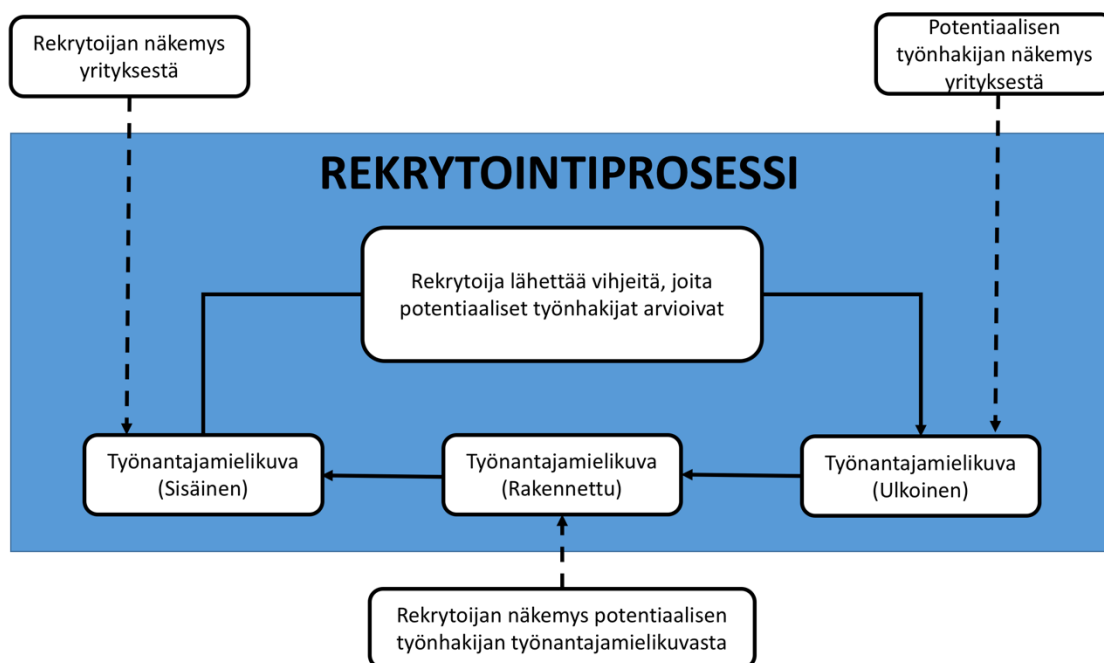 Rekrytoijan näkemys
yrityksestä
Potentiaalisen
työnhakijan näkemys
yrityksestä
REKRYTOINTIPROSESSI
Rekrytoija lähettää vihjeitä, joita
potentiaaliset työnhakijat arvioivat
Työnantajamielikuva
(Sisäinen)
Työnantajamielikuva
(Rakennettu)
Työnantajamielikuva
(Ulkoinen)
Rekrytoijan näkemys potentiaalisen
työnhakijan työnantajamielikuvasta